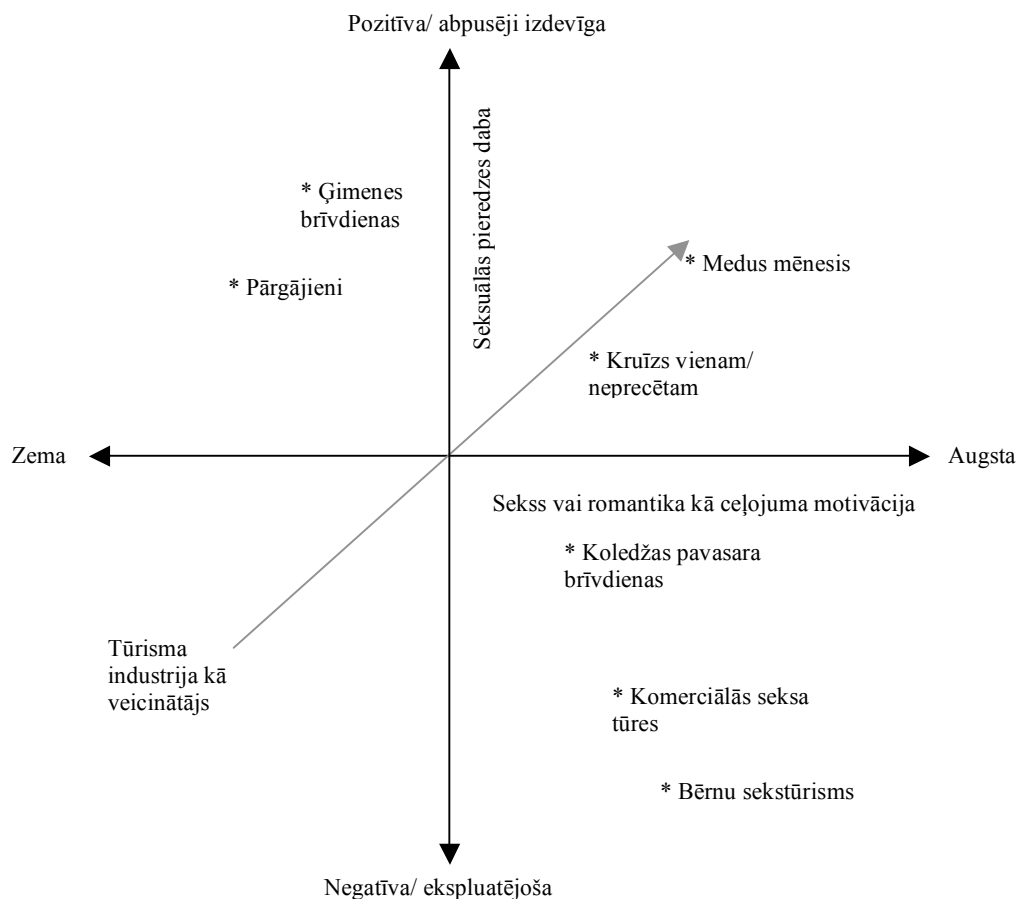 Pozitīva/ abpusēji izdevīga
Seksuālās pieredzes daba
* Ģimenes
brīvdienas
* Medus mēnesis
* Pārgājieni
* Kruīzs vienam/
neprecētam
Zema
Augsta
Sekss vai romantika kā ceļojuma motivācija
* Koledžas pavasara
brīvdienas
Tūrisma
industrija kā
veicinātājs
* Komerciālās seksa
tūres
* Bērnu sekstūrisms
Negatīva/ ekspluatējoša